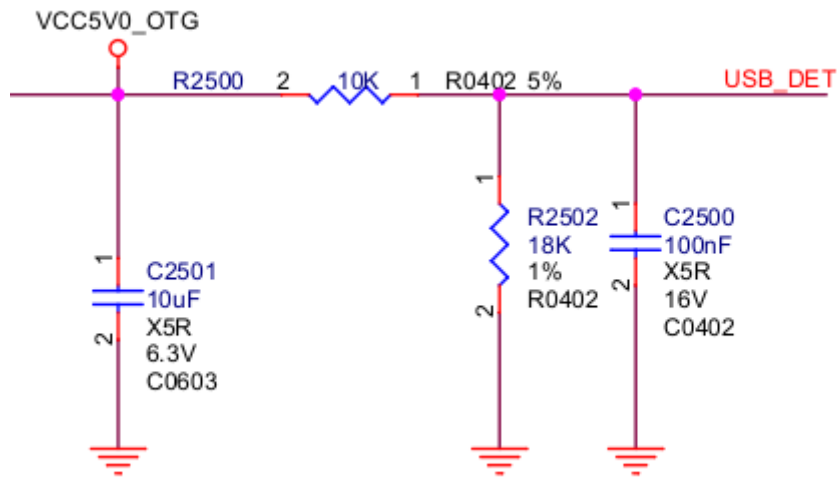 VCC5V0_OTG
R2500 2 10K 1 R0402 5% USB_DET
1
C2501
10uF
X5R
6.3V
C0603
2
1
R2502
18K
1%
R0402
2
1
C2500
100nF
X5R
16V
C0402
2